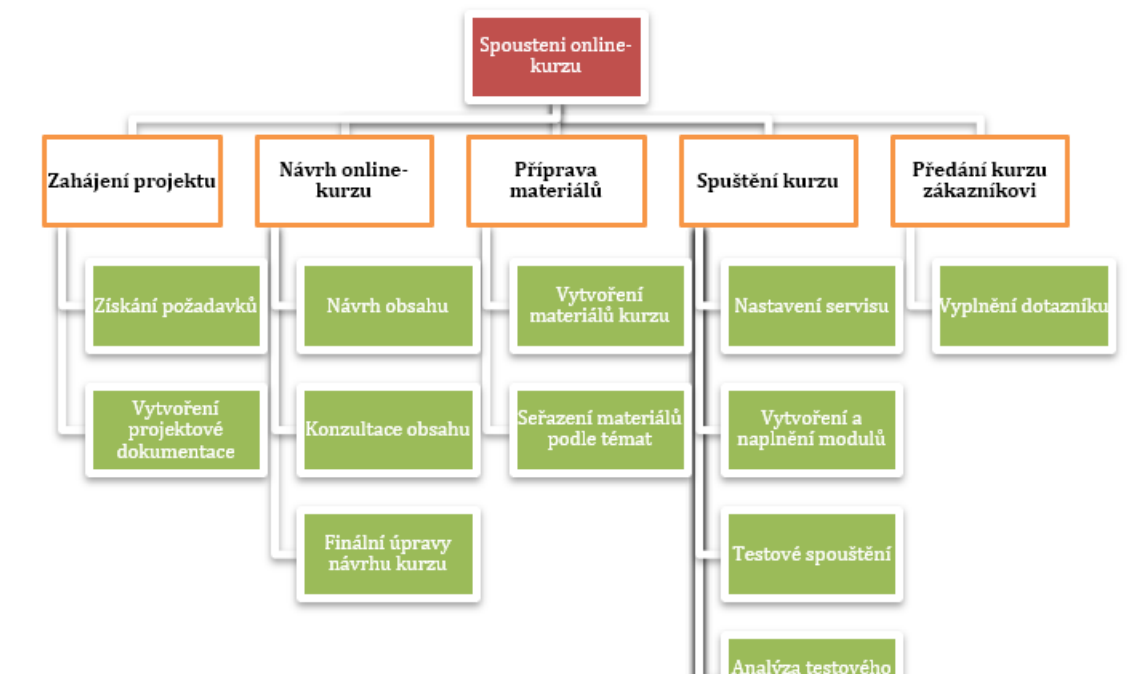 Spousteni online-
kurzu
Zahájení projektu
Návrh online-
kurzu
Příprava
materiálů
Spuštění kurzu
Předání kurzu
zákazníkovi
Získání požadavků
Vytvoření
projektové
dokumentace
Návrh obsahu
Konzultace obsahu
Finální úpravy
návrhu kurzu
Vytvoření
materiálů kurzu
Seřazení materiálů
podle témat
Nastavení servisu
Vytvoření a
naplnění modulů
Testové spouštění
Analýza testového
Vyplnění dotazníku